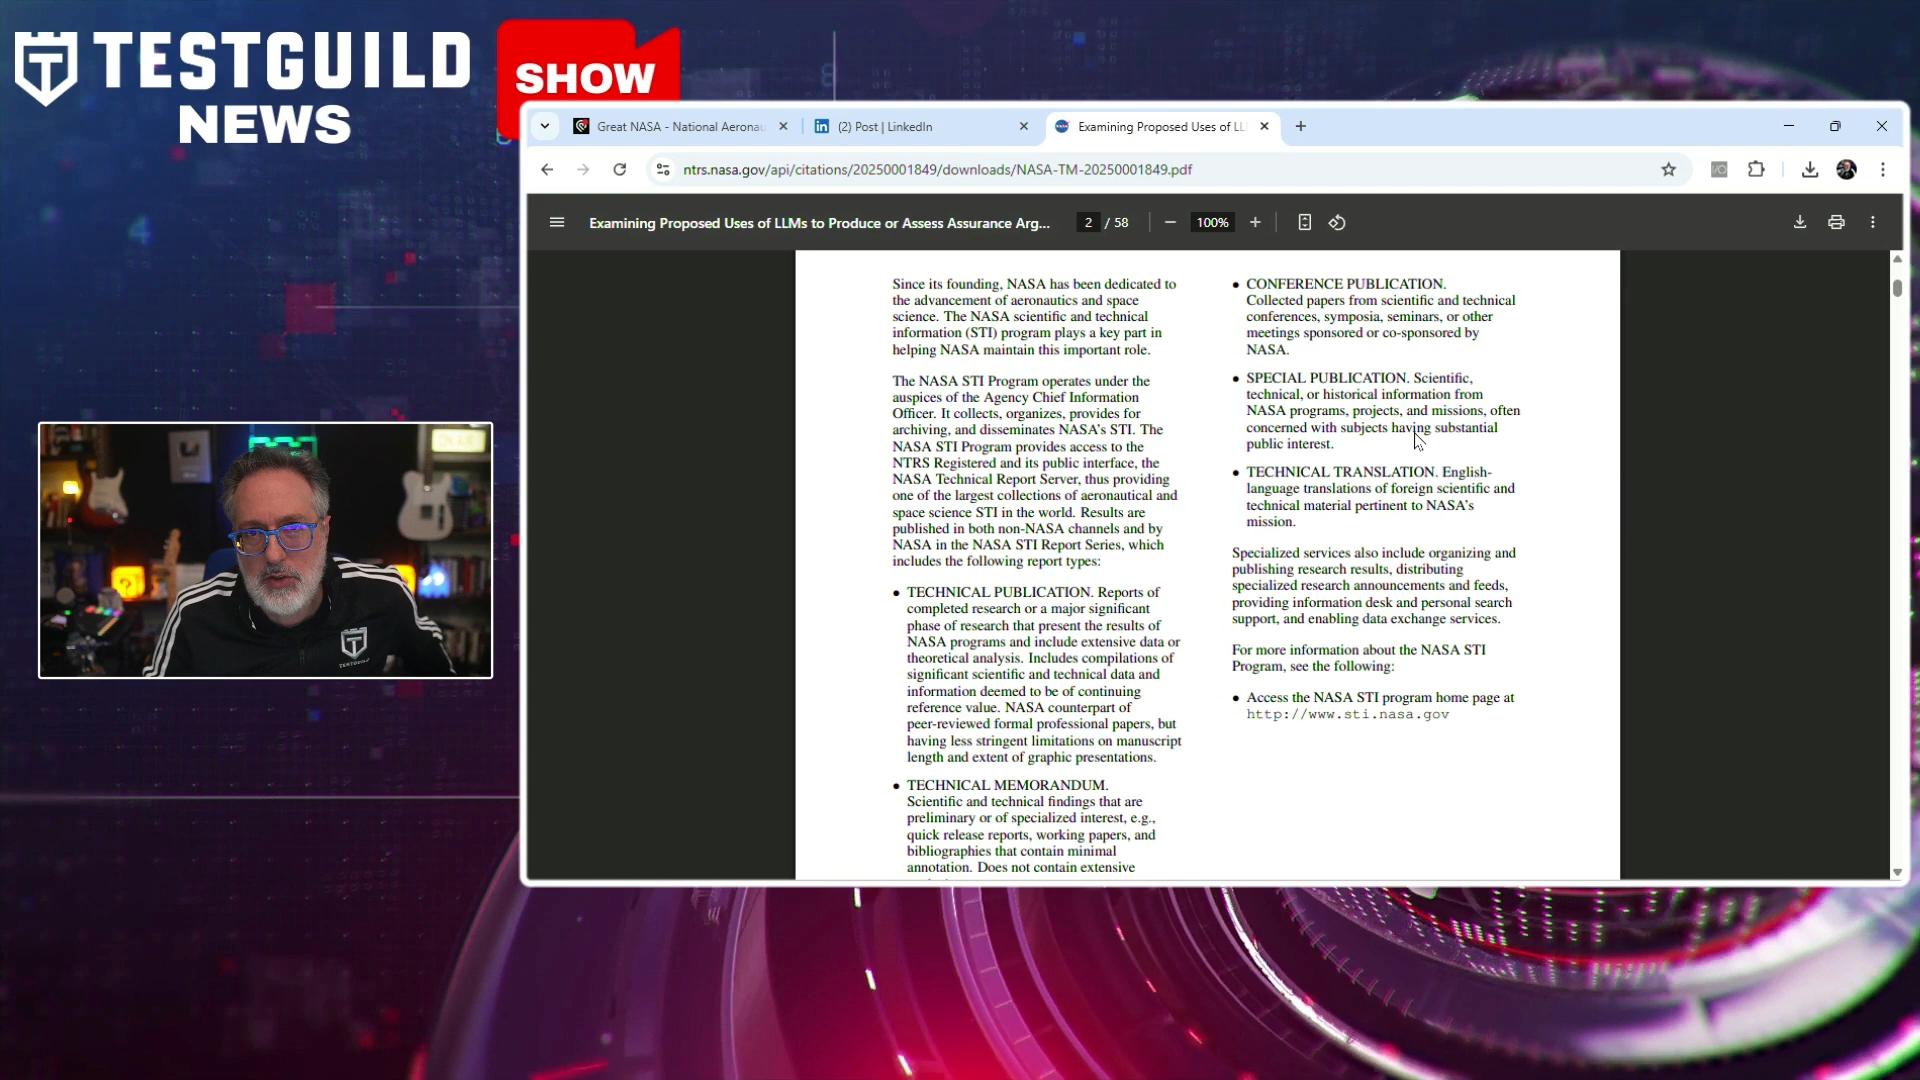 TESTGUILD
NEWS
SHOW
Great NASA - National Aeronau
(2) Post | LinkedIn
Examining Proposed Uses of LL
ntrs.nasa.gov/api/citations/20250001849/downloads/NASA-TM-20250001849.pdf
Examining Proposed Uses of LLMs to Produce or Assess Assurance Arg...
2 / 58
100%
Since its founding, NASA has been dedicated to
the advancement of aeronautics and space
science. The NASA scientific and technical
information (STI) program plays a key part in
helping NASA maintain this important role.
The NASA STI Program operates under the
auspices of the Agency Chief Information
Officer. It collects, organizes, provides for
archiving, and disseminates NASA's STI. The
NASA STI Program provides access to the
NTRS Registered and its public interface, the
NASA Technical Report Server, thus providing
one of the largest collections of aeronautical and
space science STI in the world. Results are
published in both non-NASA channels and by
NASA in the NASA STI Report Series, which
includes the following report types:
• TECHNICAL PUBLICATION. Reports of
completed research or a major significant
phase of research that present the results of
NASA programs and include extensive data or
theoretical analysis. Includes compilations of
significant scientific and technical data and
information deemed to be of continuing
reference value. NASA counterpart of
peer-reviewed formal professional papers, but
having less stringent limitations on manuscript
length and extent of graphic presentations.
• TECHNICAL MEMORANDUM.
Scientific and technical findings that are
preliminary or of specialized interest, e.g.,
quick release reports, working papers, and
bibliographies that contain minimal
annotation. Does not contain extensive
• CONFERENCE PUBLICATION.
Collected papers from scientific and technical
conferences, symposia, seminars, or other
meetings sponsored or co-sponsored by
NASA.
• SPECIAL PUBLICATION. Scientific,
technical, or historical information from
NASA programs, projects, and missions, often
concerned with subjects having substantial
public interest.
• TECHNICAL TRANSLATION. English-
language translations of foreign scientific and
technical material pertinent to NASA's
mission.
Specialized services also include organizing and
publishing research results, distributing
specialized research announcements and feeds,
providing information desk and personal search
support, and enabling data exchange services.
For more information about the NASA STI
Program, see the following:
• Access the NASA STI program home page at
http://www.sti.nasa.gov
ON AIR
TESTGUILD